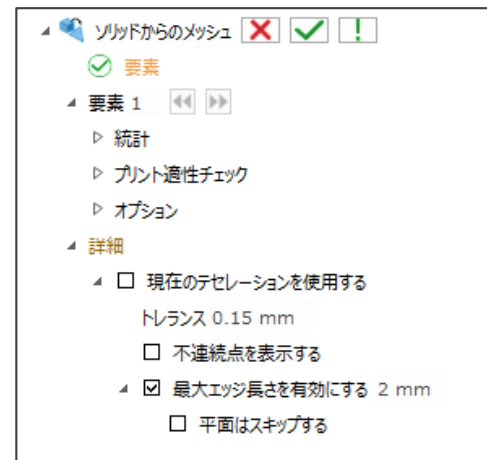 ソリッドからのメッシュ
要素
要素 1
統計
プリント適性チェック
オプション
詳細
現在のテセレーションを使用する
トレランス 0.15 mm
不連続点を表示する
最大エッジ長さを有効にする 2 mm
平面はスキップする